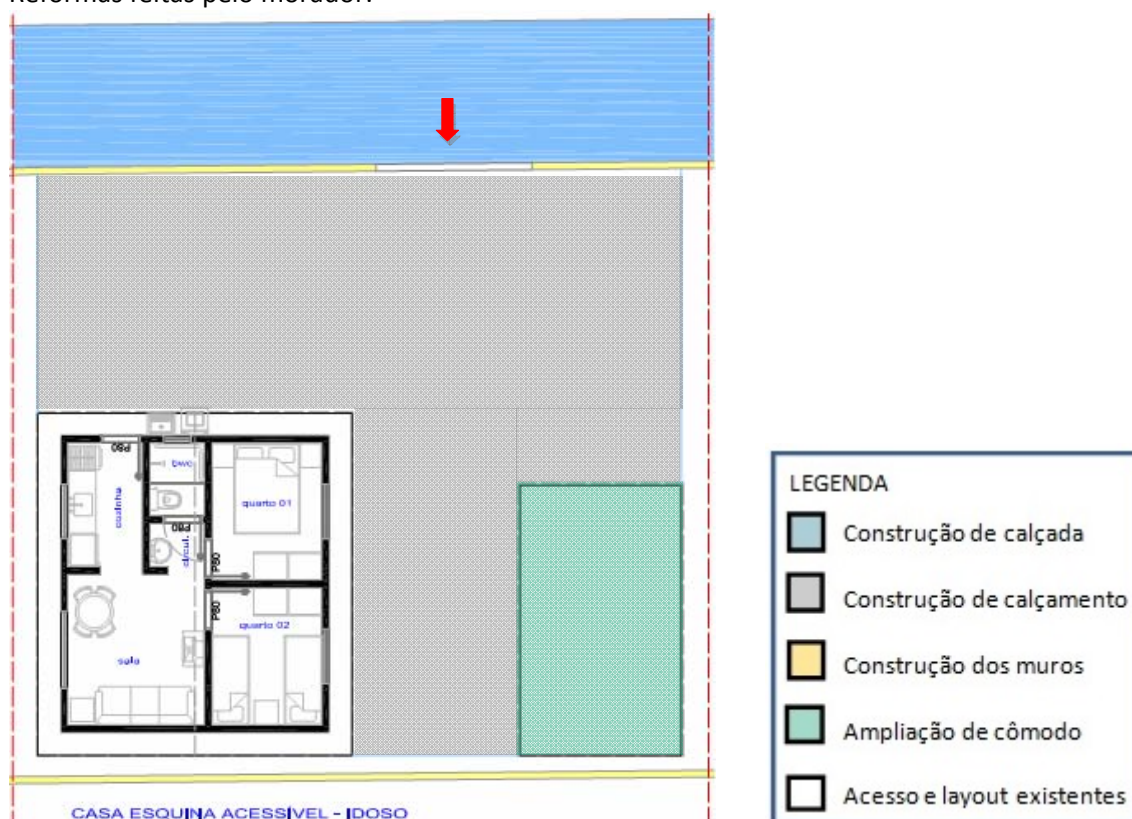 Reformas feitas pelo morador:
P80
bwc
quarto 01
cozinha
P80
circul.
P80
P80
quarto 02
sala
CASA ESQUINA ACESSÍVEL - IDOSO
LEGENDA
Construção de calçada
Construção de calçamento
Construção dos muros
Ampliação de cômodo
Acesso e layout existentes